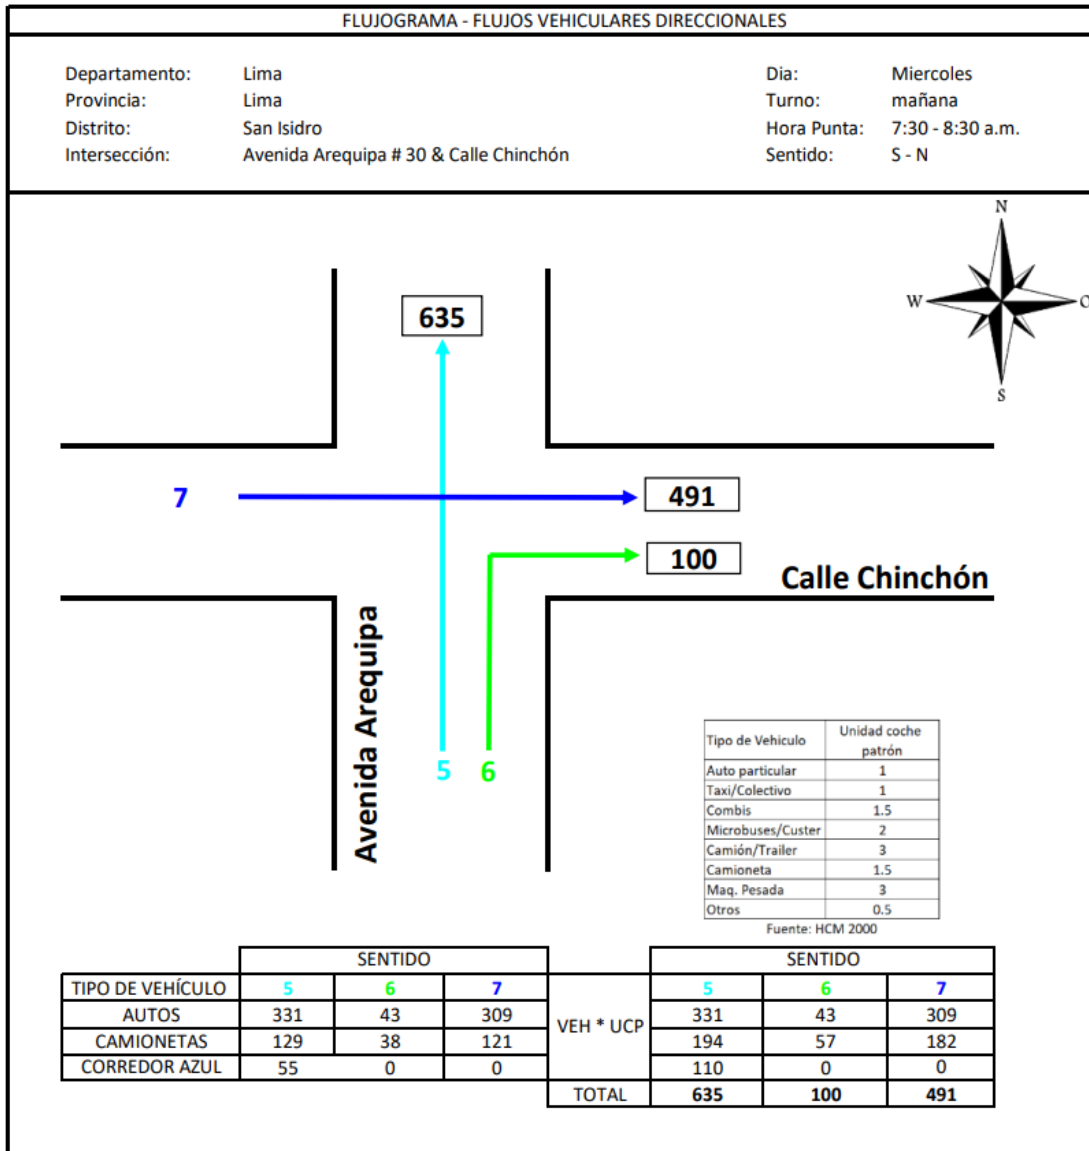 FLUJOGRAMA - FLUJOS VEHICULARES DIRECCIONALES
Departamento: Lima Dia: Miercoles
Provincia: Lima Turno: mañana
Distrito: San Isidro Hora Punta: 7:30 - 8:30 a.m.
Intersección: Avenida Arequipa # 30 & Calle Chinchón Sentido: S - N
N
W O
S
635
7 491
100
Calle Chinchón
Avenida Arequipa
5 6
Tipo de Vehiculo Unidad coche patrón
Auto particular 1
Taxi/Colectivo 1
Combis 1.5
Microbuses/Custer 2
Camión/Trailer 3
Camioneta 1.5
Maq. Pesada 3
Otros 0.5
Fuente: HCM 2000
SENTIDO SENTIDO
TIPO DE VEHÍCULO 5 6 7 VEH * UCP 5 6 7
AUTOS 331 43 309 331 43 309
CAMIONETAS 129 38 121 194 57 182
CORREDOR AZUL 55 0 0 110 0 0
TOTAL 635 100 491